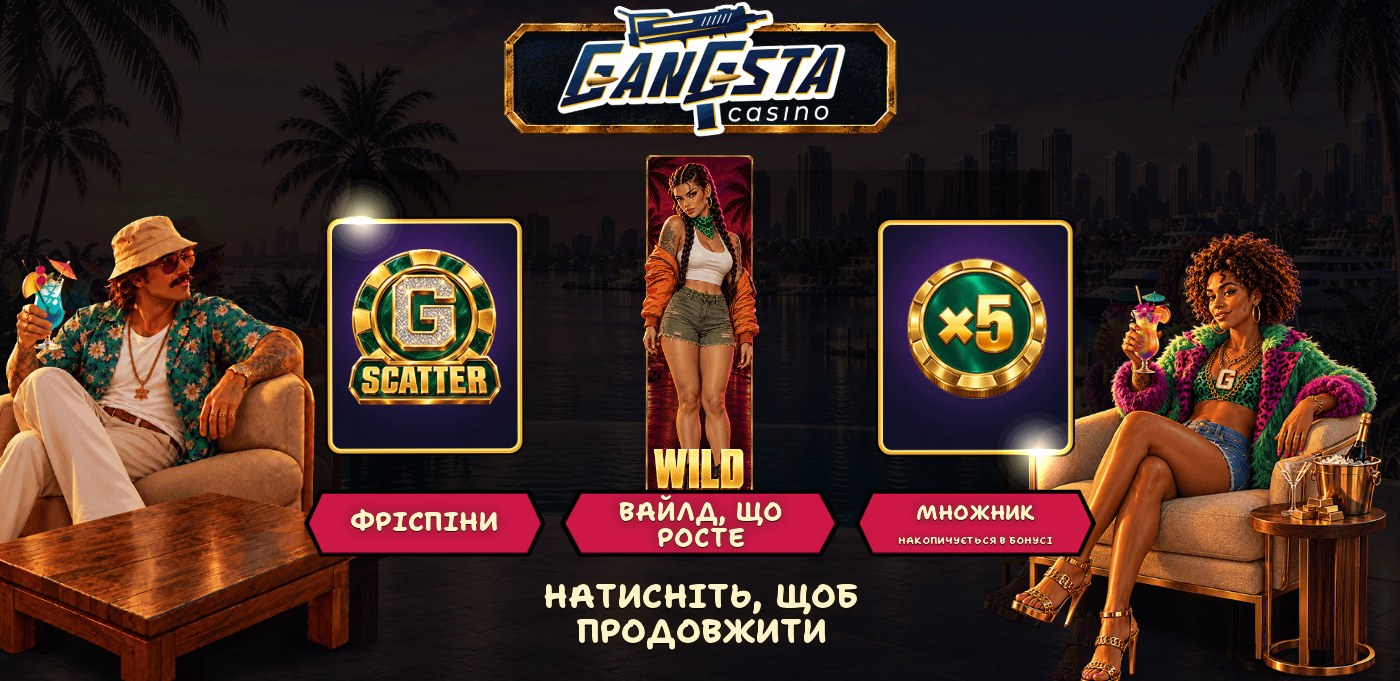 GANGSTA
casino
G
SCATTER
WILD
×5
G
ФРІСПІНИ
ВАЙЛД, ЩО
РОСТЕ
МНОЖНИК
НАКОПИЧУЄТЬСЯ В БОНУСІ
НАТИСНІТЬ, ЩОБ
ПРОДОВЖИТИ